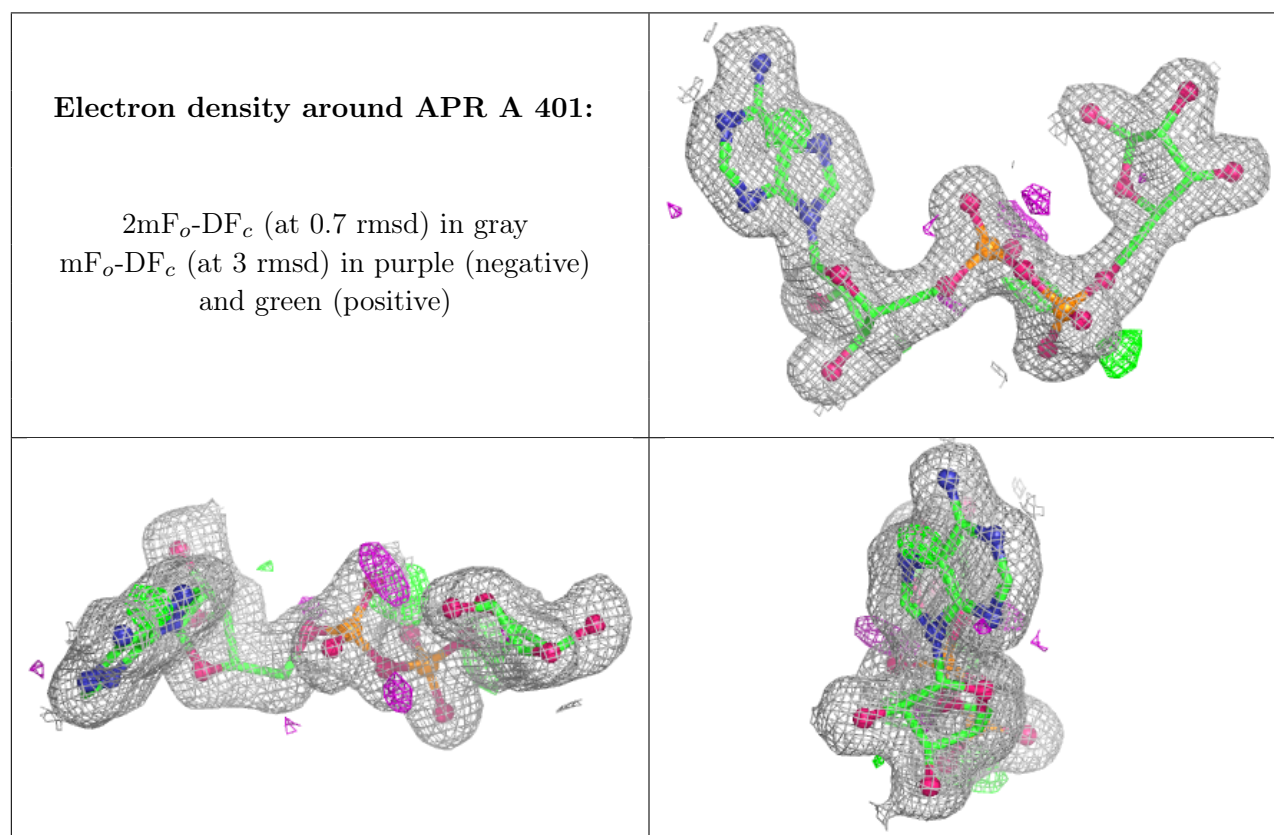 Electron density around APR A 401:
2mFo-DFc (at 0.7 rmsd) in gray
mFo-DFc (at 3 rmsd) in purple (negative)
and green (positive)